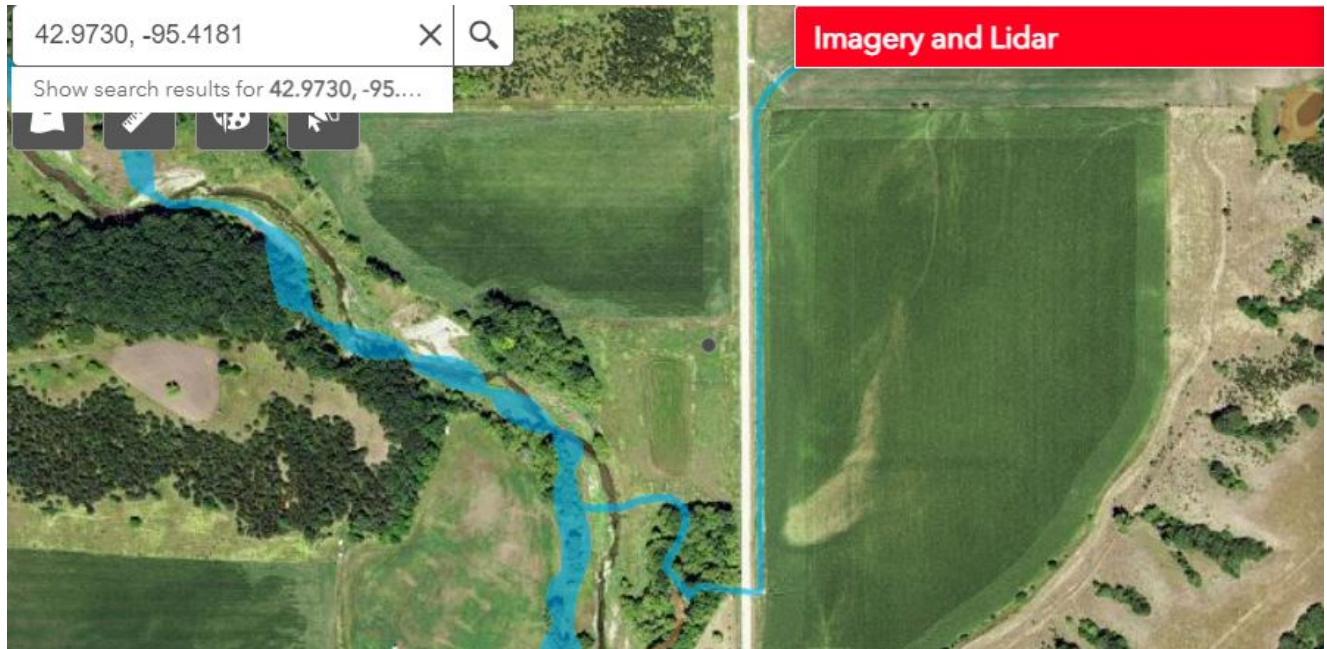 42.9730, -95.4181
Imagery and Lidar
Show search results for 42.9730, -95....